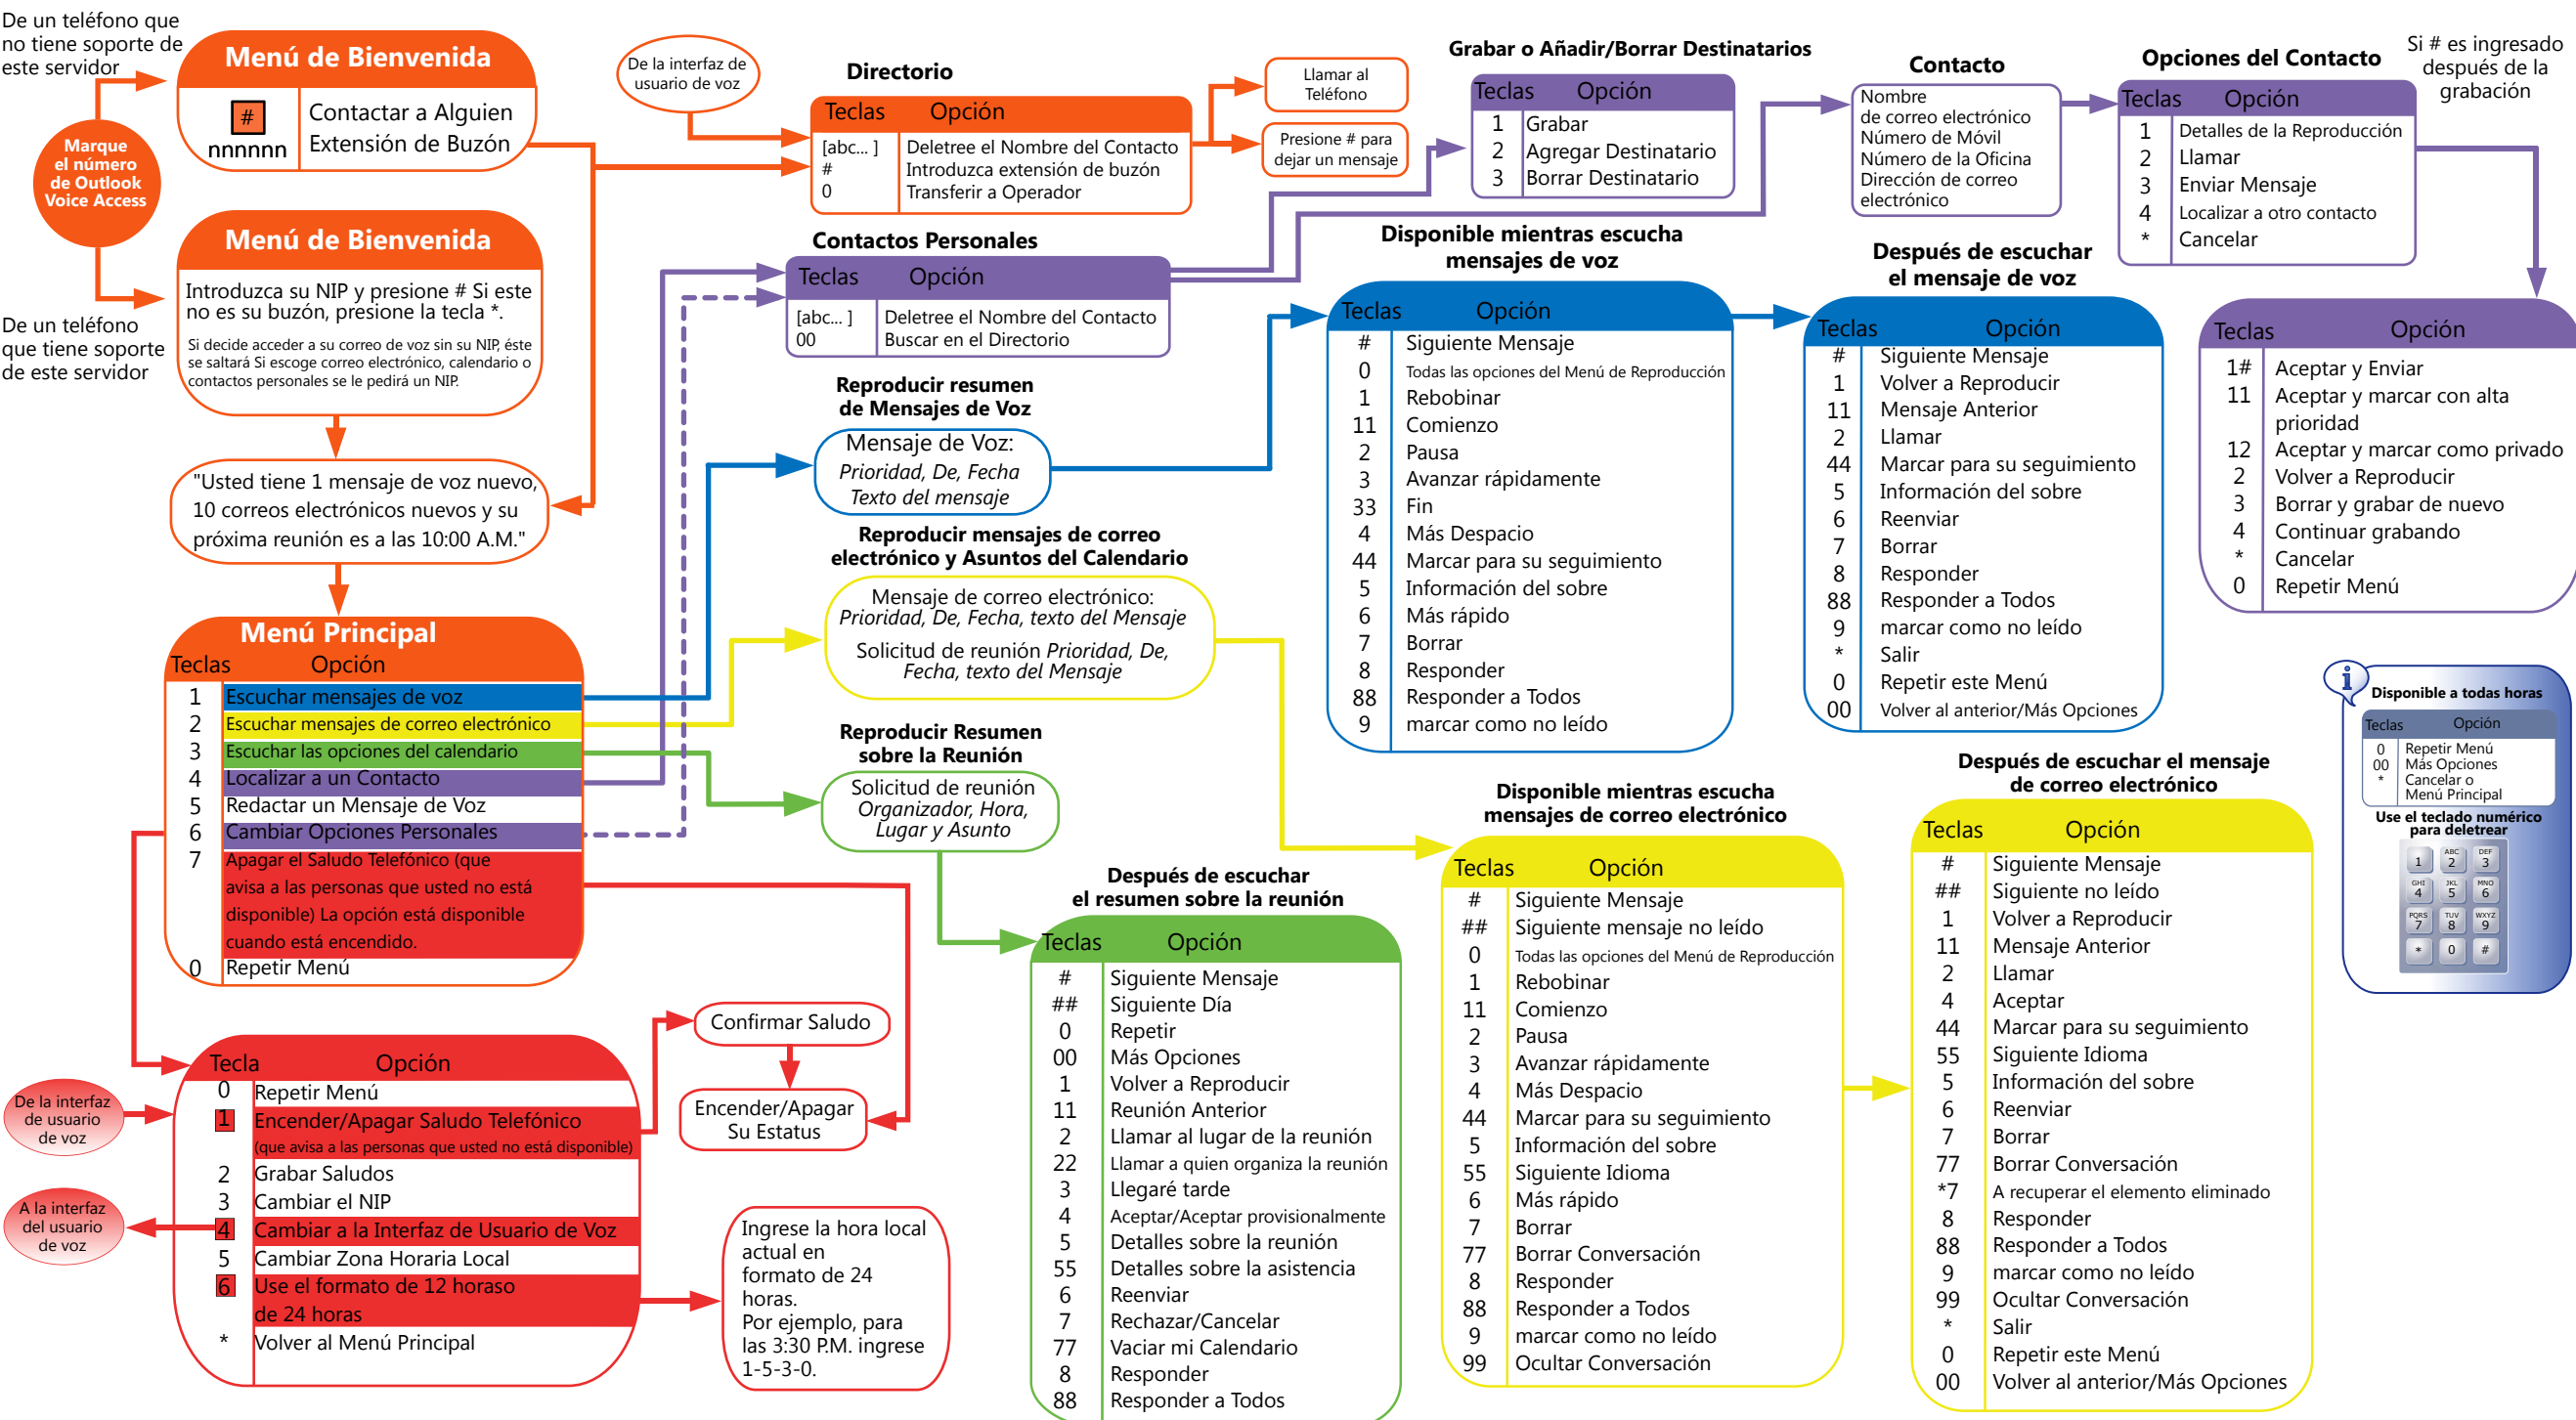 De un teléfono que
no tiene soporte de
este servidor
Marque
el número
de Outlook
Voice Access
De un teléfono
que tiene soporte
de este servidor
Menú de Bienvenida
# Contactar a Alguien
nnnnnn Extensión de Buzón
Menú de Bienvenida
Introduzca su NIP y presione # Si este
no es su buzón, presione la tecla *.
Si decide acceder a su correo de voz sin su NIP, éste
se saltará Si escoge correo electrónico, calendario o
contactos personales se le pedirá un NIP.
"Usted tiene 1 mensaje de voz nuevo,
10 correos electrónicos nuevos y su
próxima reunión es a las 10:00 A.M."
Menú Principal
Teclas Opción
1 Escuchar mensajes de voz
2 Escuchar mensajes de correo electrónico
3 Escuchar las opciones del calendario
4 Localizar a un Contacto
5 Redactar un Mensaje de Voz
6 Cambiar Opciones Personales
7 Apagar el Saludo Telefónico (que
avisa a las personas que usted no está
disponible) La opción está disponible
cuando está encendido.
0 Repetir Menú
De la interfaz
de usuario
de voz
A la interfaz
del usuario
de voz
Tecla Opción
0 Repetir Menú
1 Encender/Apagar Saludo Telefónico
(que avisa a las personas que usted no está disponible)
2 Grabar Saludos
3 Cambiar el NIP
4 Cambiar a la Interfaz de Usuario de Voz
5 Cambiar Zona Horaria Local
6 Use el formato de 12 horaso
de 24 horas
* Volver al Menú Principal
Confirmar Saludo
Encender/Apagar
Su Estatus
Ingrese la hora local
actual en
formato de 24
horas.
Por ejemplo, para
las 3:30 P.M. ingrese
1-5-3-0.
De la interfaz de
usuario de voz
Directorio
Teclas Opción
[abc... ] Deletree el Nombre del Contacto
# Introduzca extensión de buzón
0 Transferir a Operador
Llamar al
Teléfono
Presione # para
dejar un mensaje
Contactos Personales
Teclas Opción
[abc... ] Deletree el Nombre del Contacto
00 Buscar en el Directorio
Reproducir resumen
de Mensajes de Voz
Mensaje de Voz:
Prioridad, De, Fecha
Texto del mensaje
Reproducir mensajes de correo
electrónico y Asuntos del Calendario
Mensaje de correo electrónico:
Prioridad, De, Fecha, texto del Mensaje
Solicitud de reunión Prioridad, De,
Fecha, texto del Mensaje
Reproducir Resumen
sobre la Reunión
Solicitud de reunión
Organizador, Hora,
Lugar y Asunto
Después de escuchar
el resumen sobre la reunión
Teclas Opción
# Siguiente Mensaje
## Siguiente Día
0 Repetir
00 Más Opciones
1 Volver a Reproducir
11 Reunión Anterior
2 Llamar al lugar de la reunión
22 Llamar a quien organiza la reunión
3 Llegaré tarde
4 Aceptar/Aceptar provisionalmente
5 Detalles sobre la reunión
55 Detalles sobre la asistencia
6 Reenviar
7 Rechazar/Cancelar
77 Vaciar mi Calendario
8 Responder
88 Responder a Todos
Grabar o Añadir/Borrar Destinatarios
Teclas Opción
1 Grabar
2 Agregar Destinatario
3 Borrar Destinatario
Contacto
Nombre
de correo electrónico
Número de Móvil
Número de la Oficina
Dirección de correo
electrónico
Opciones del Contacto
Teclas Opción
1 Detalles de la Reproducción
2 Llamar
3 Enviar Mensaje
4 Localizar a otro contacto
* Cancelar
Si # es ingresado
después de la
grabación
Teclas Opción
1# Aceptar y Enviar
11 Aceptar y marcar con alta
prioridad
12 Aceptar y marcar como privado
2 Volver a Reproducir
3 Borrar y grabar de nuevo
4 Continuar grabando
* Cancelar
0 Repetir Menú
Disponible mientras escucha
mensajes de voz
Teclas Opción
# Siguiente Mensaje
0 Todas las opciones del Menú de Reproducción
1 Rebobinar
11 Comienzo
2 Pausa
3 Avanzar rápidamente
33 Fin
4 Más Despacio
44 Marcar para su seguimiento
5 Información del sobre
6 Más rápido
7 Borrar
8 Responder
88 Responder a Todos
9 marcar como no leído
Después de escuchar
el mensaje de voz
Teclas Opción
# Siguiente Mensaje
1 Volver a Reproducir
11 Mensaje Anterior
2 Llamar
44 Marcar para su seguimiento
5 Información del sobre
6 Reenviar
7 Borrar
8 Responder
88 Responder a Todos
9 marcar como no leído
* Salir
0 Repetir este Menú
00 Volver al anterior/Más Opciones
Disponible mientras escucha
mensajes de correo electrónico
Teclas Opción
# Siguiente Mensaje
## Siguiente mensaje no leído
0 Todas las opciones del Menú de Reproducción
1 Rebobinar
11 Comienzo
2 Pausa
3 Avanzar rápidamente
4 Más Despacio
44 Marcar para su seguimiento
5 Información del sobre
55 Siguiente Idioma
6 Más rápido
7 Borrar
77 Borrar Conversación
8 Responder
88 Responder a Todos
9 marcar como no leído
99 Ocultar Conversación
Después de escuchar el mensaje
de correo electrónico
Teclas Opción
# Siguiente Mensaje
## Siguiente no leído
1 Volver a Reproducir
11 Mensaje Anterior
2 Llamar
4 Aceptar
44 Marcar para su seguimiento
55 Siguiente Idioma
5 Información del sobre
6 Reenviar
7 Borrar
77 Borrar Conversación
*7 A recuperar el elemento eliminado
8 Responder
88 Responder a Todos
9 marcar como no leído
99 Ocultar Conversación
* Salir
0 Repetir este Menú
00 Volver al anterior/Más Opciones
i
Disponible a todas horas
Teclas Opción
0 Repetir Menú
00 Más Opciones
* Cancelar o
Menú Principal
Use el teclado numérico
para deletrear
ABC DEF
1 2 3
GHI JKL MNO
4 5 6
PQRS TUV WXYZ
7 8 9
* 0 #